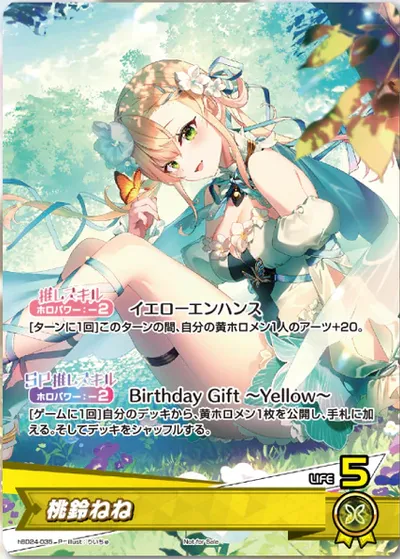 推しスキル
ホロパワー：－2
イエローエンハンス
[ターンに1回]このターンの間、自分の黄ホロメン1人のアーツ+20。
SP推しスキル
ホロパワー：－2
Birthday Gift ～Yellow～
[ゲームに1回]自分のデッキから、黄ホロメン1枚を公開し、手札に加
える。そしてデッキをシャッフルする。
LIFE 5
桃鈴ねね
Illust：りいちゅ
Not for Sale